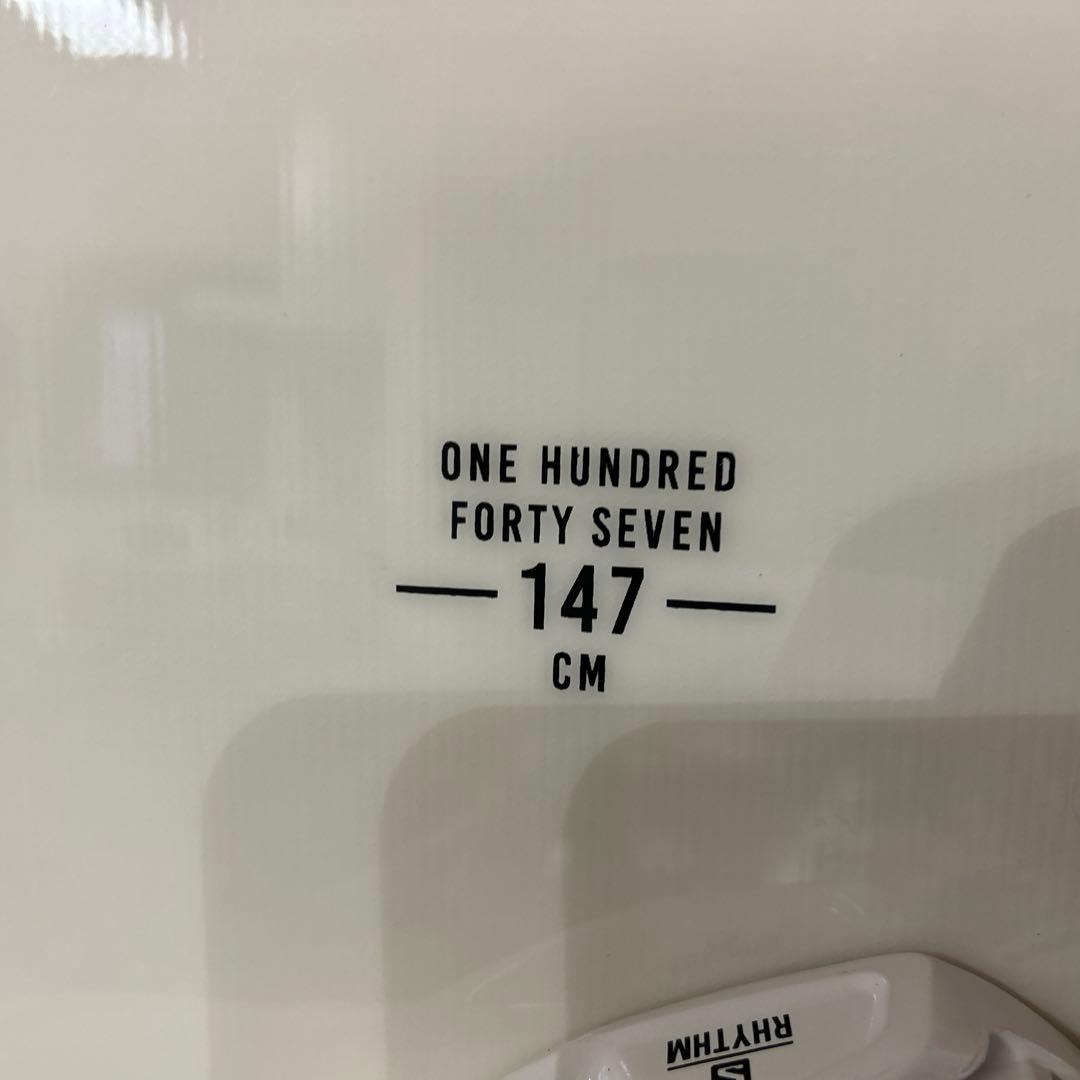 ONE HUNDRED
FORTY SEVEN
147
CM
RHYTHM
S